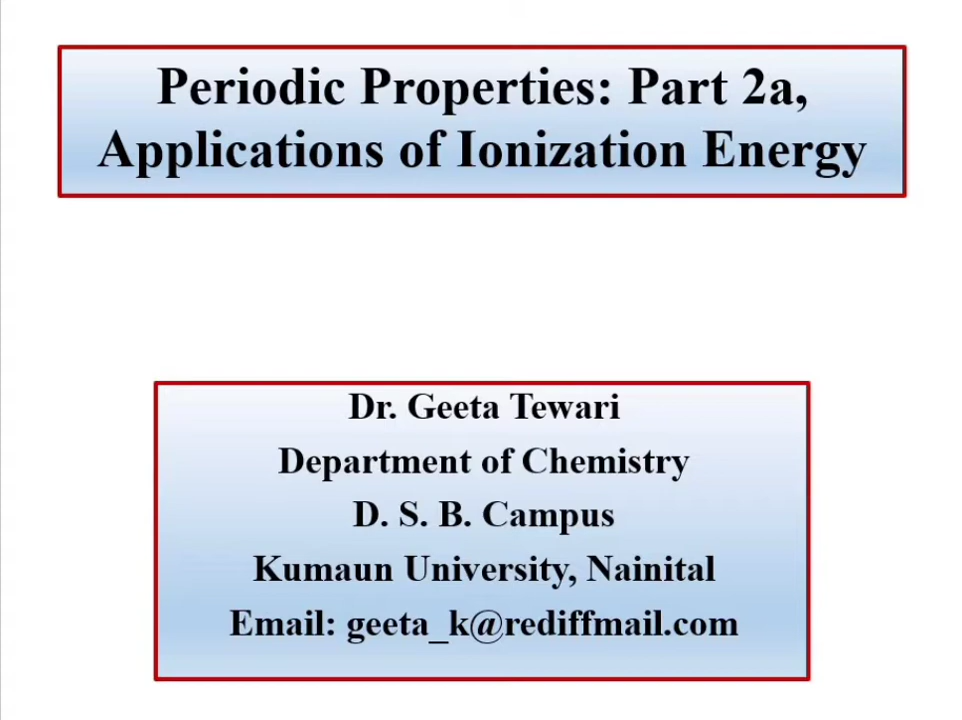 Periodic Properties: Part 2a,
Applications of Ionization Energy
Dr. Geeta Tewari
Department of Chemistry
D. S. B. Campus
Kumaun University, Nainital
Email: geeta_k@rediffmail.com